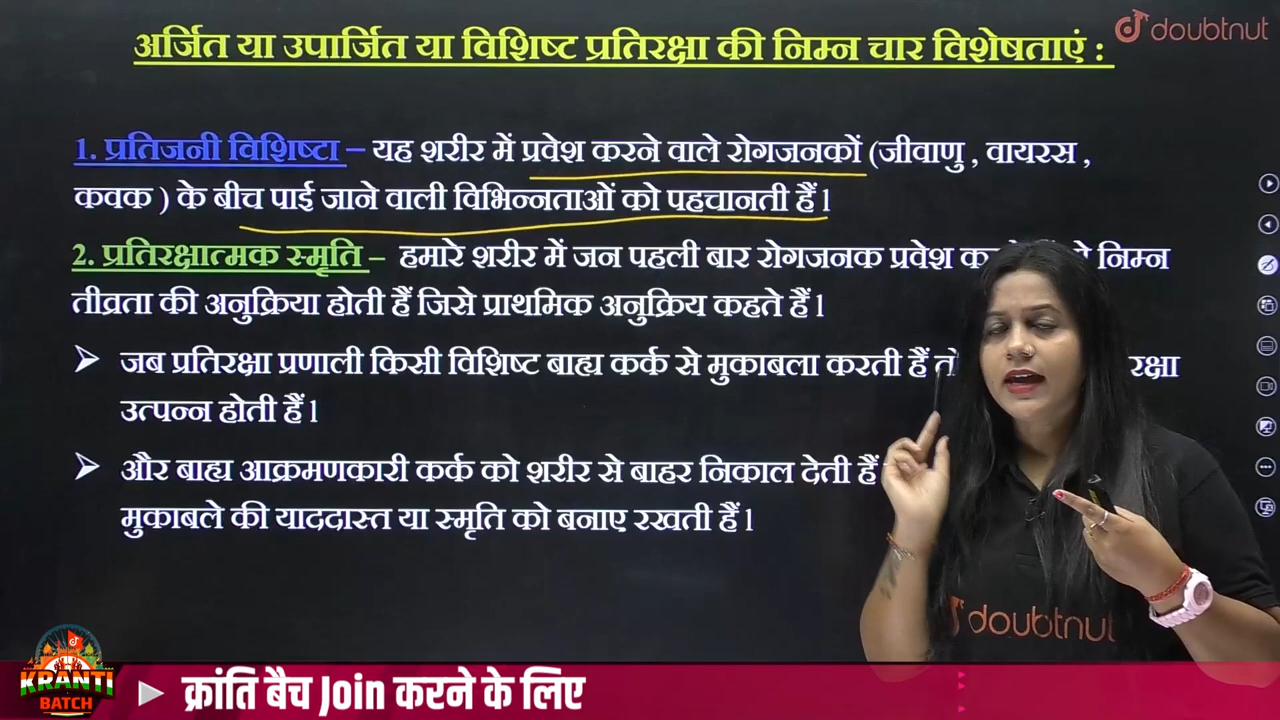 doubtnut
अर्जित या उपार्जित या विशिष्ट प्रतिरक्षा की निम्न चार विशेषताएं :
1. प्रतिजनी विशिष्टा – यह शरीर में प्रवेश करने वाले रोगजनकों (जीवाणु , वायरस ,
कवक ) के बीच पाई जाने वाली विभिन्नताओं को पहचानती हैं l
2. प्रतिरक्षात्मक स्मृति – हमारे शरीर में जन पहली बार रोगजनक प्रवेश निम्न
तीव्रता की अनुक्रिया होती हैं जिसे प्राथमिक अनुक्रिय कहते हैं l
जब प्रतिरक्षा प्रणाली किसी विशिष्ट बाह्य कर्क से मुकाबला करती हैं रक्षा
उत्पन्न होती हैं l
और बाह्य आक्रमणकारी कर्क को शरीर से बाहर निकाल देती हैं
मुकाबले की याददास्त या स्मृति को बनाए रखती हैं l
doubtnut
KRANTI
BATCH
क्रांति बैच Join करने के लिए